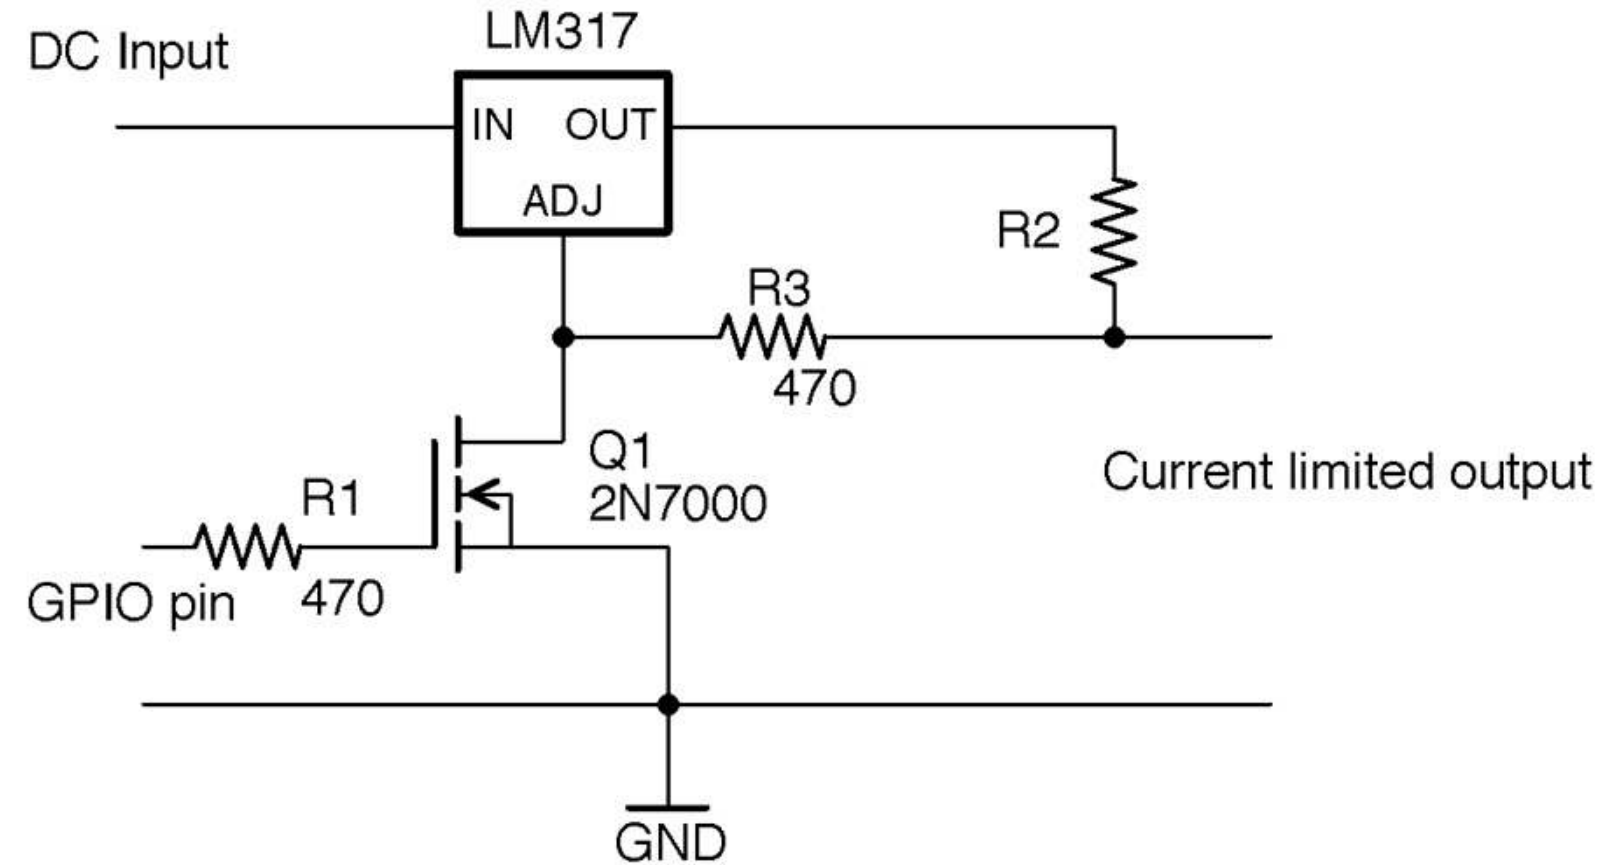 LM317
DC Input
IN OUT
ADJ
R2
R3
470
Q1
2N7000
Current limited output
R1
470
GPIO pin
GND